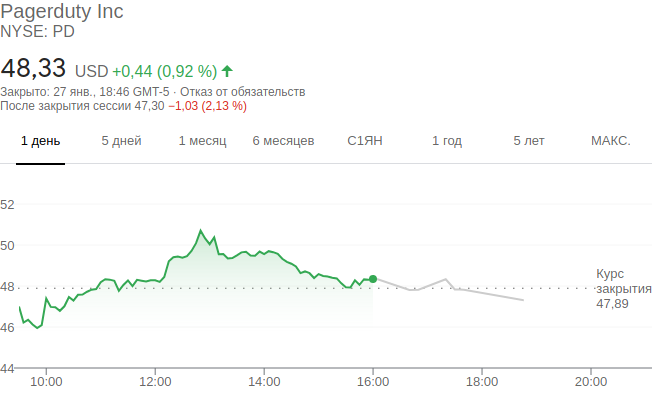 Pagerduty Inc
NYSE: PD
48,33 USD +0,44 (0,92 %)
Закрыто: 27 янв., 18:46 GMT-5 · Отказ от обязательств
После закрытия сессии 47,30 −1,03 (2,13 %)
1 день 5 дней 1 месяц 6 месяцев С1ЯН 1 год 5 лет МАКС.
52
50
48
46
44
Курс
закрытия
47,89
10:00 12:00 14:00 16:00 18:00 20:00